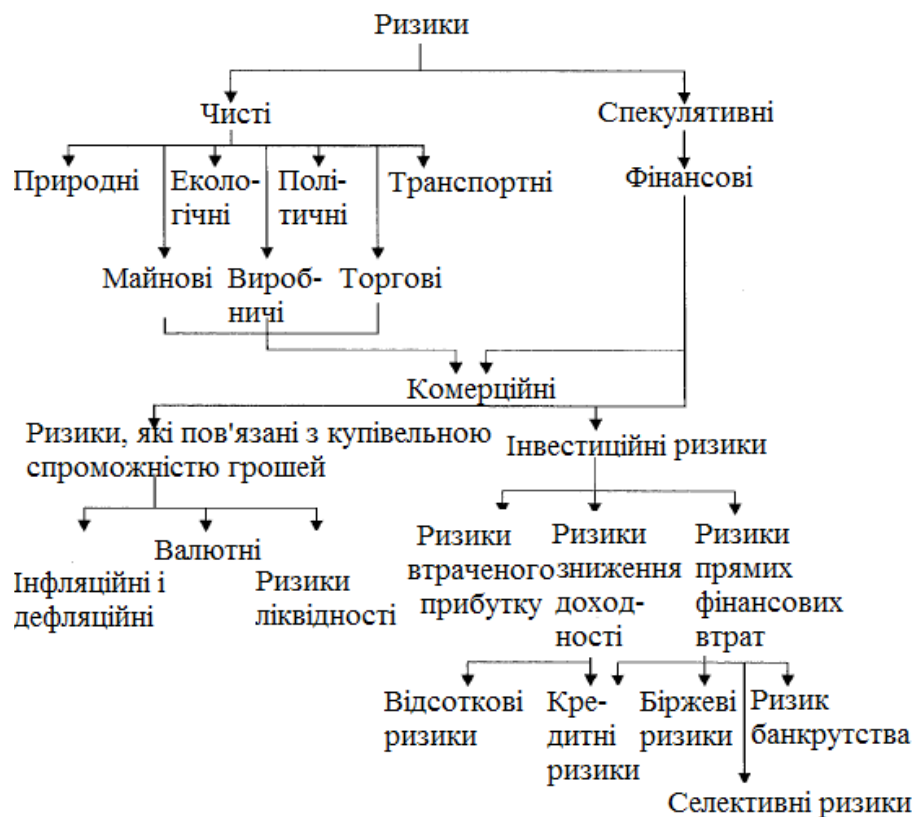 Ризики
Чисті
Спекулятивні
Природні
Еколо-
гічні
Полі-
тичні
Транспортні
Фінансові
Майнові
Вироб-
ничі
Торгові
Комерційні
Ризики, які пов'язані з купівельною
спроможністю грошей
Інвестиційні ризики
Інфляційні і
дефляційні
Валютні
Ризики
ліквідності
Ризики
втраченого
прибутку
Ризики
зниження
доход-
ності
Ризики
прямих
фінансових
втрат
Відсоткові
ризики
Кре-
дитні
ризики
Біржеві
ризики
Ризик
банкрутства
Селективні ризики